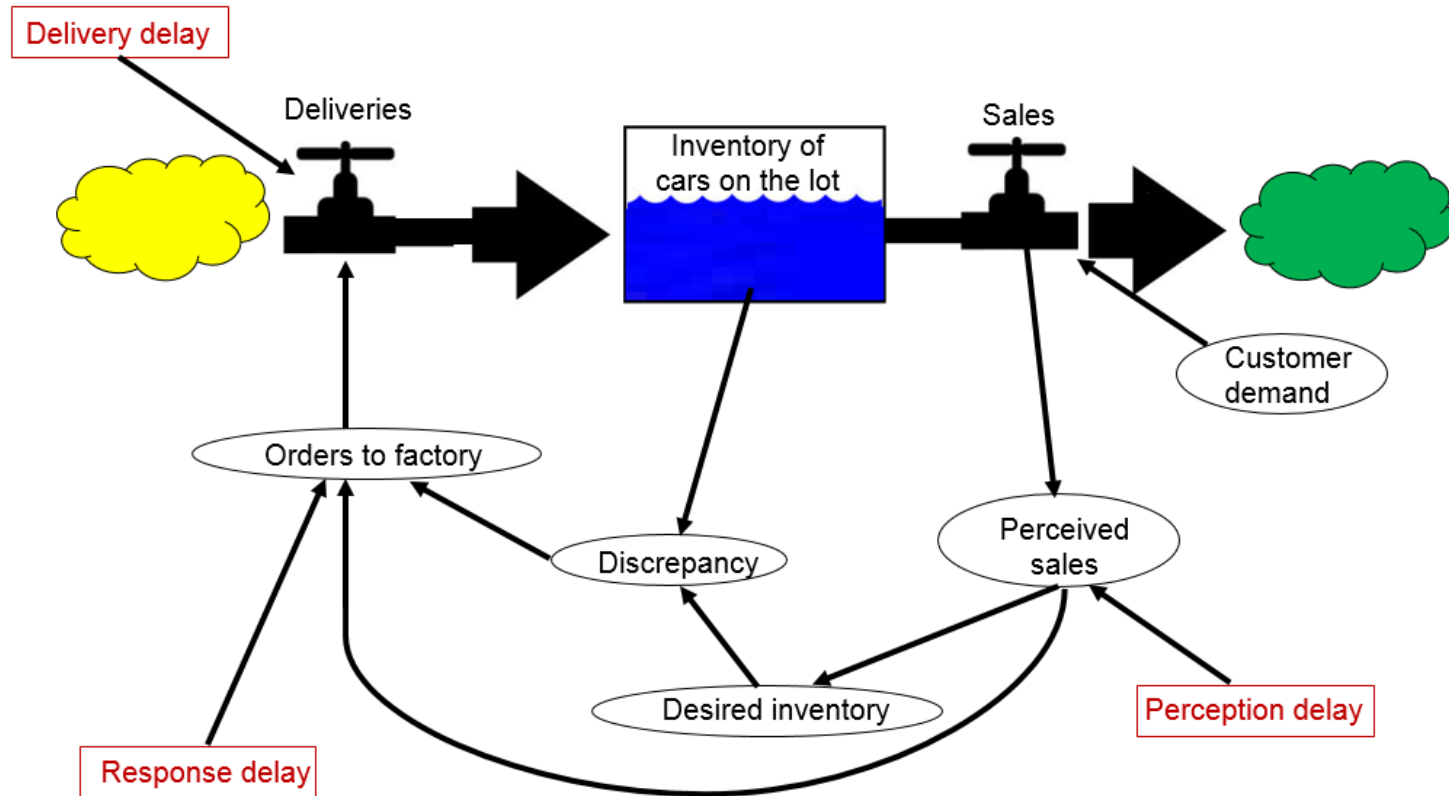 Delivery delay
Deliveries
Sales
Inventory of
cars on the lot
Customer
demand
Orders to factory
Perceived
sales
Discrepancy
Desired inventory
Perception delay
Response delay